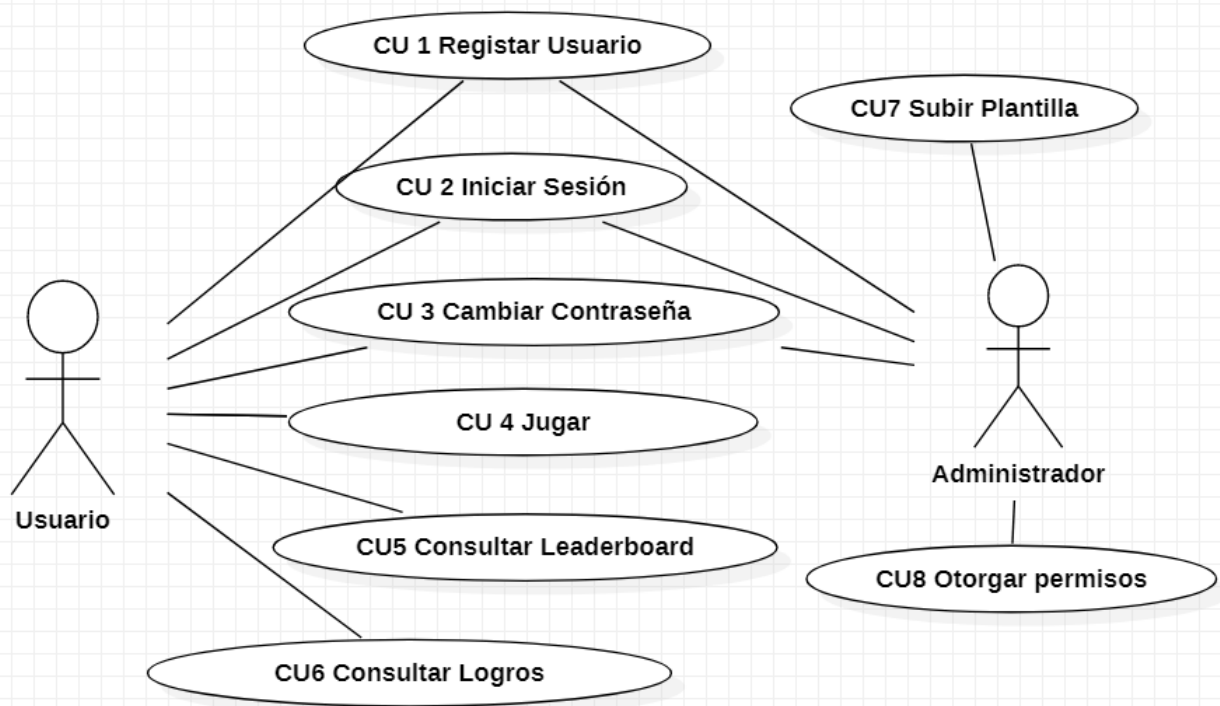 CU 1 Registar Usuario
CU7 Subir Plantilla
CU 2 Iniciar Sesión
CU 3 Cambiar Contraseña
CU 4 Jugar
Administrador
Usuario
CU5 Consultar Leaderboard
CU8 Otorgar permisos
CU6 Consultar Logros